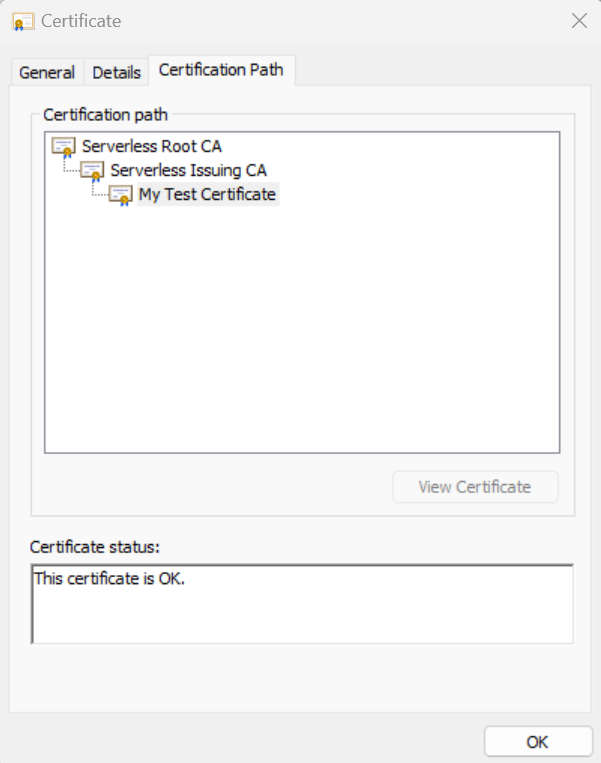 Certificate
General Details Certification Path
Certification path
Serverless Root CA
Serverless Issuing CA
My Test Certificate
View Certificate
Certificate status:
This certificate is OK.
OK